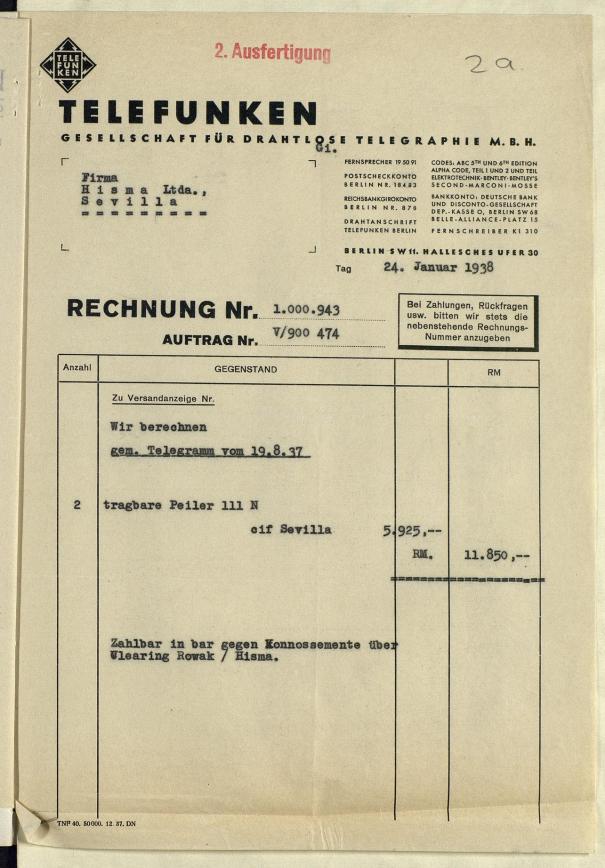 2. Ausfertigung
2a.
TELE
FUN
KEN
TELEFUNKEN
GESELLSCHAFT FÜR DRAHTLOSE TELEGRAPHIE M.B.H.
Gi.
Firma
Hisma Ltda.,
Sevilla
=========
FERNSPRECHER 19 50 91
POSTSCHECKKONTO
BERLIN NR. 18483
REICHSBANKGIROKONTO
BERLIN NR. 870
DRAHTANSCHRIFT
TELEFUNKEN BERLIN
CODES: ABC 5TH UND 6TH EDITION
ALPHA CODE, TEIL 1 UND 2 UND TEIL
ELEKTROTECHNIK-BENTLEY-BENTLEY'S
SECOND-MARCONI-MOSSE
BANKKONTO: DEUTSCHE BANK
UND DISCONTO-GESELLSCHAFT
DEP.-KASSE O, BERLIN SW 68
BELLE-ALLIANCE-PLATZ 15
FERNSCHREIBER K1 310
BERLIN SW 11. HALLESCHES UFER 30
Tag 24. Januar 1938
RECHNUNG Nr. 1.000.943
AUFTRAG Nr. V/900 474
Bei Zahlungen, Rückfragen
usw. bitten wir stets die
nebenstehende Rechnungs-
Nummer anzugeben
Anzahl GEGENSTAND RM
Zu Versandanzeige Nr.
Wir berechnen
gem. Telegramm vom 19.8.37
2 tragbare Peiler 111 N
cif Sevilla 5.925,--
RM. 11.850,--
Zahlbar in bar gegen Konnossemente über
Wlearing Rowak / Hisma.
TNP 40. 50000. 12. 37. DN